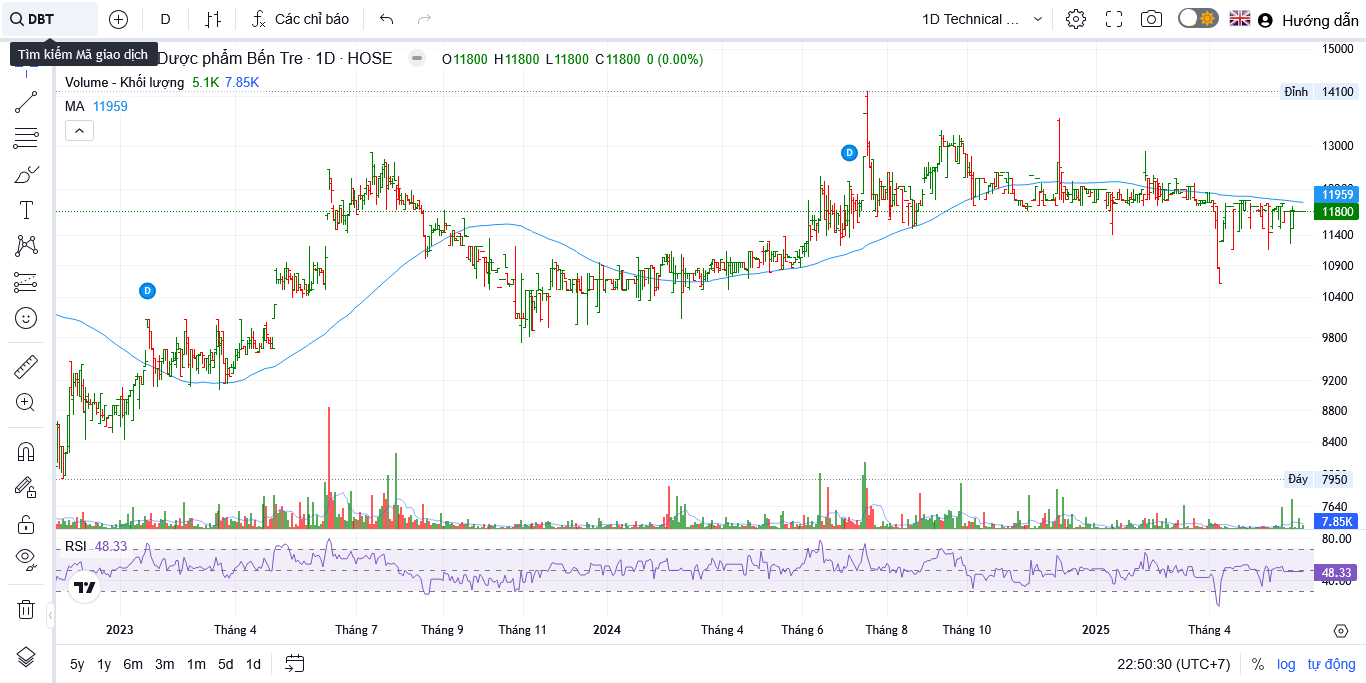 DBT
D
Các chỉ báo
1D Technical ...
Hướng dẫn
Tìm kiếm Mã giao dịch
Dược phẩm Bến Tre · 1D · HOSE
O11800 H11800 L11800 C11800 0 (0.00%)
Volume - Khối lượng 5.1K 7.85K
MA 11959
15000
Đỉnh 14100
13000
11959
11800
11400
10900
10400
9800
9200
8800
8400
Đáy 7950
7640
7.85K
D
D
RSI 48.33
80.00
48.33
40.00
2023 Tháng 4 Tháng 7 Tháng 9 Tháng 11 2024 Tháng 4 Tháng 6 Tháng 8 Tháng 10 2025 Tháng 4
5y 1y 6m 3m 1m 5d 1d
22:50:30 (UTC+7) % log tự động